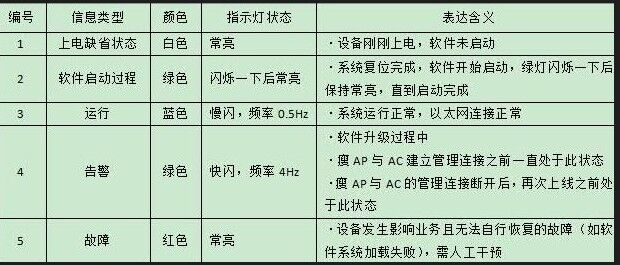 编号 信息类型 颜色 指示灯状态 表达含义
1 上电缺省状态 白色 常亮 ·设备刚刚上电，软件未启动
2 软件启动过程 绿色 闪烁一下后常亮 ·系统复位完成，软件开始启动，绿灯闪烁一下后
保持常亮，直到启动完成
3 运行 蓝色 慢闪，频率 0.5Hz ·系统运行正常，以太网连接正常
4 告警 绿色 快闪，频率 4Hz ·软件升级过程中
·瘦 AP 与 AC 建立管理连接之前一直处于此状态
·瘦 AP 与 AC 的管理连接断开后，再次上线之前处
于此状态
5 故障 红色 常亮 ·设备发生影响业务且无法自行恢复的故障（如软
件系统加载失败），需人工干预